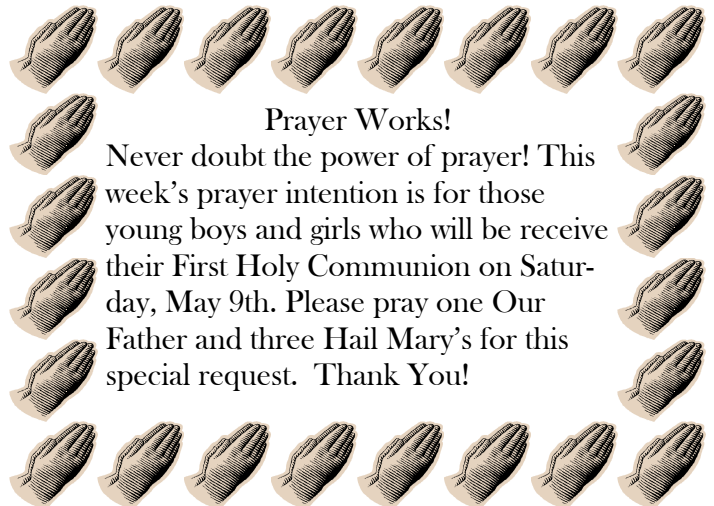 Prayer Works!
Never doubt the power of prayer! This
week’s prayer intention is for those
young boys and girls who will be receive
their First Holy Communion on Satur-
day, May 9th. Please pray one Our
Father and three Hail Mary’s for this
special request.  Thank You!